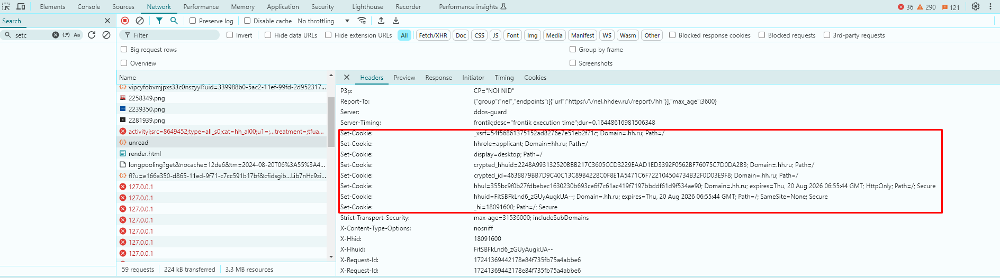 Elements Console Sources Network Performance Memory Application Security Lighthouse Recorder Performance insights 36 290 121
Search
Preserve log Disable cache No throttling
setc (.*) Aa
Filter Invert Hide data URLs Hide extension URLs All Fetch/XHR Doc CSS JS Font Img Media Manifest WS Wasm Other Blocked response cookies Blocked requests 3rd-party requests
Big request rows Group by frame
Overview Screenshots
Name
vipcyfobvmjpxs33c0nszyyl?uid=339988b0-5ac2-11ef-99fd-2d952317...
2258349.png
2239350.png
2281939.png
activityi;src=8649452;type=all_s0;cat=hh_al00;u1=;...treatment=;tfua...
unread
render.html
longpooling?get&nocache=12de6&tm=2024-08-20T06%3A55%3A4...
fl?u=e166a350-d865-11ed-9f71-c7cc591b17bf&cfidsgib...Lib7nHc9zi...
127.0.0.1
127.0.0.1
127.0.0.1
127.0.0.1
127.0.0.1
127.0.0.1
127.0.0.1
59 requests 224 kB transferred 3.3 MB resources
Headers Preview Response Initiator Timing Cookies
P3p: CP="NOI NID"
Report-To: {"group":"nel","endpoints":[{"url":"https:\/\/nel.hhdev.ru\/report\/hh"}],"max_age":3600}
Server: ddos-guard
Server-Timing: frontik;desc="frontik execution time";dur=0.16448616981506348
Set-Cookie: _xsrf=54f56861375152ad8276e7e51eb2f71c; Domain=.hh.ru; Path=/
Set-Cookie: hhrole=applicant; Domain=hh.ru; Path=/
Set-Cookie: display=desktop; Path=/
Set-Cookie: crypted_hhuid=2248A993132520BBB217C3605CCD3229EAAD1ED3392F0562BF76075C7D0DA2B3; Domain=.hh.ru; Path=/
Set-Cookie: crypted_id=4638879BB7D9C40C13C89B4228C0F8E1A5471C6F722104504734B32F0D03E9F8; Domain=.hh.ru; Path=/
Set-Cookie: hhul=355bc9f0b27fdbebec1630230b693ce6f7c61ac419f7197bbddf61d9f534ae90; Domain=.hh.ru; expires=Thu, 20 Aug 2026 06:55:44 GMT; HttpOnly; Path=/; Secure
Set-Cookie: hhuid=FitSBFkLnd6_zGUyAugkUA--; Domain=.hh.ru; expires=Thu, 20 Aug 2026 06:55:44 GMT; Path=/; SameSite=None; Secure
Set-Cookie: _hi=18091600; Path=/; Secure
Strict-Transport-Security: max-age=31536000; includeSubDomains
X-Content-Type-Options: nosniff
X-Hhid: 18091600
X-Hhuid: FitSBFkLnd6_zGUyAugkUA--
X-Request-Id: 17241369442178e84f735fb75a4abbe6
X-Request-Id: 17241369442178e84f735fb75a4abbe6